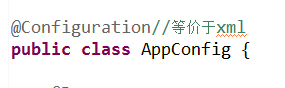 @Configuration//等价于xml
public class AppConfig {